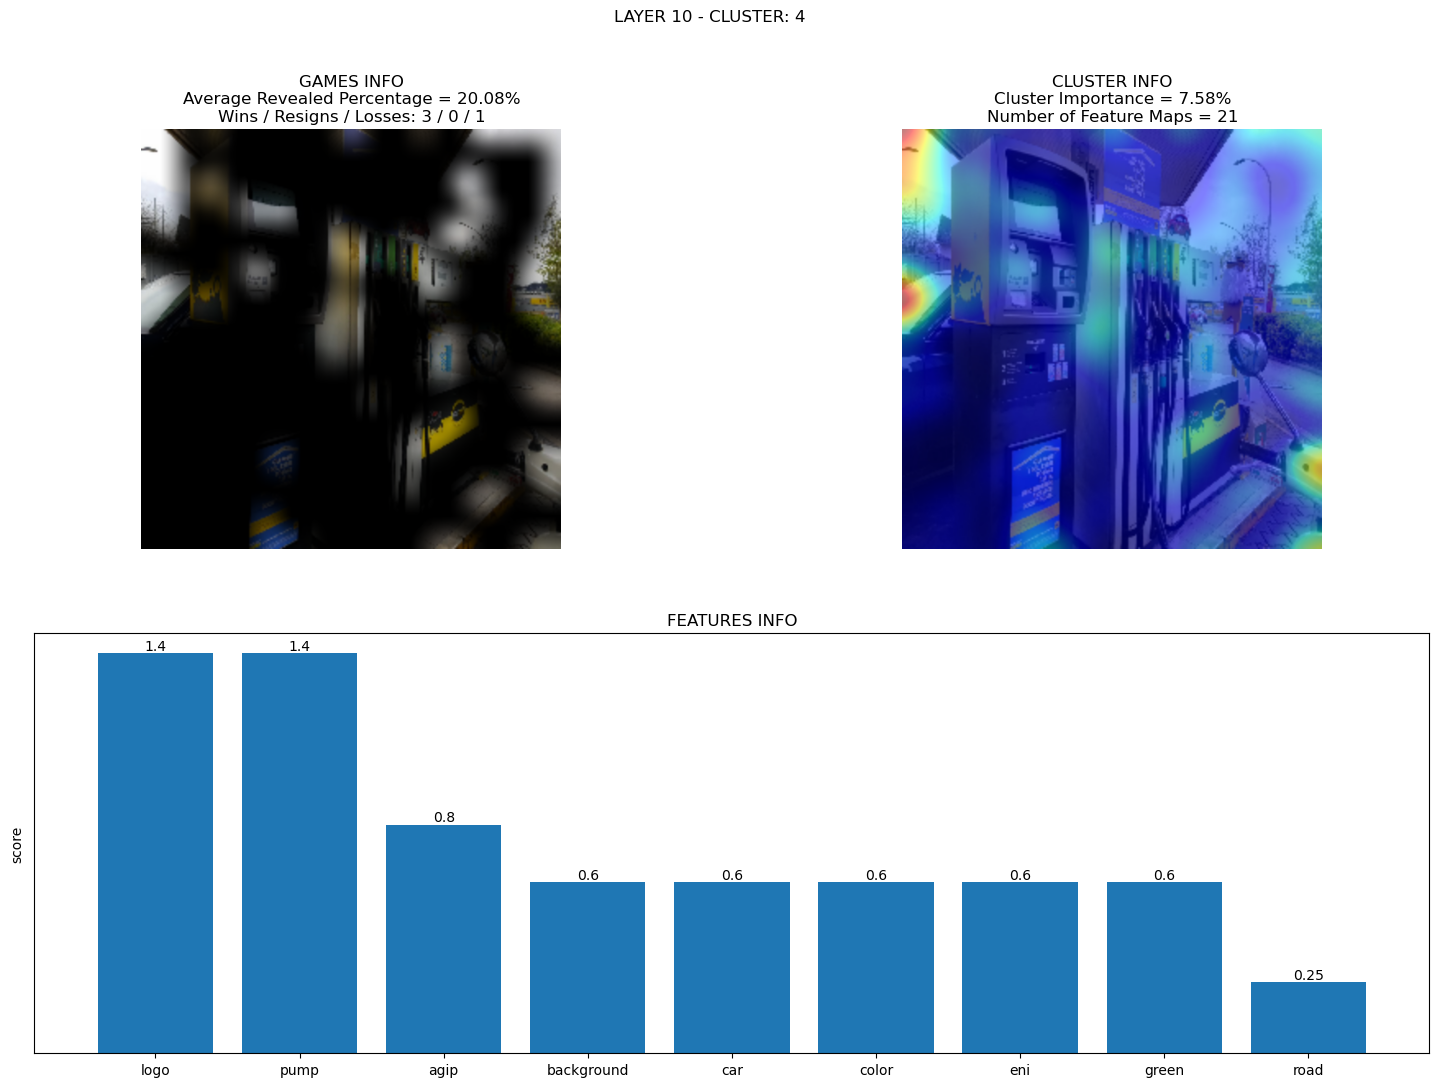 LAYER 10 - CLUSTER: 4
GAMES INFO
Average Revealed Percentage = 20.08%
Wins / Resigns / Losses: 3 / 0 / 1
CLUSTER INFO
Cluster Importance = 7.58%
Number of Feature Maps = 21
FEATURES INFO
score
1.4
1.4
0.8
0.6
0.6
0.6
0.6
0.6
0.25
logo
pump
agip
background
car
color
eni
green
road